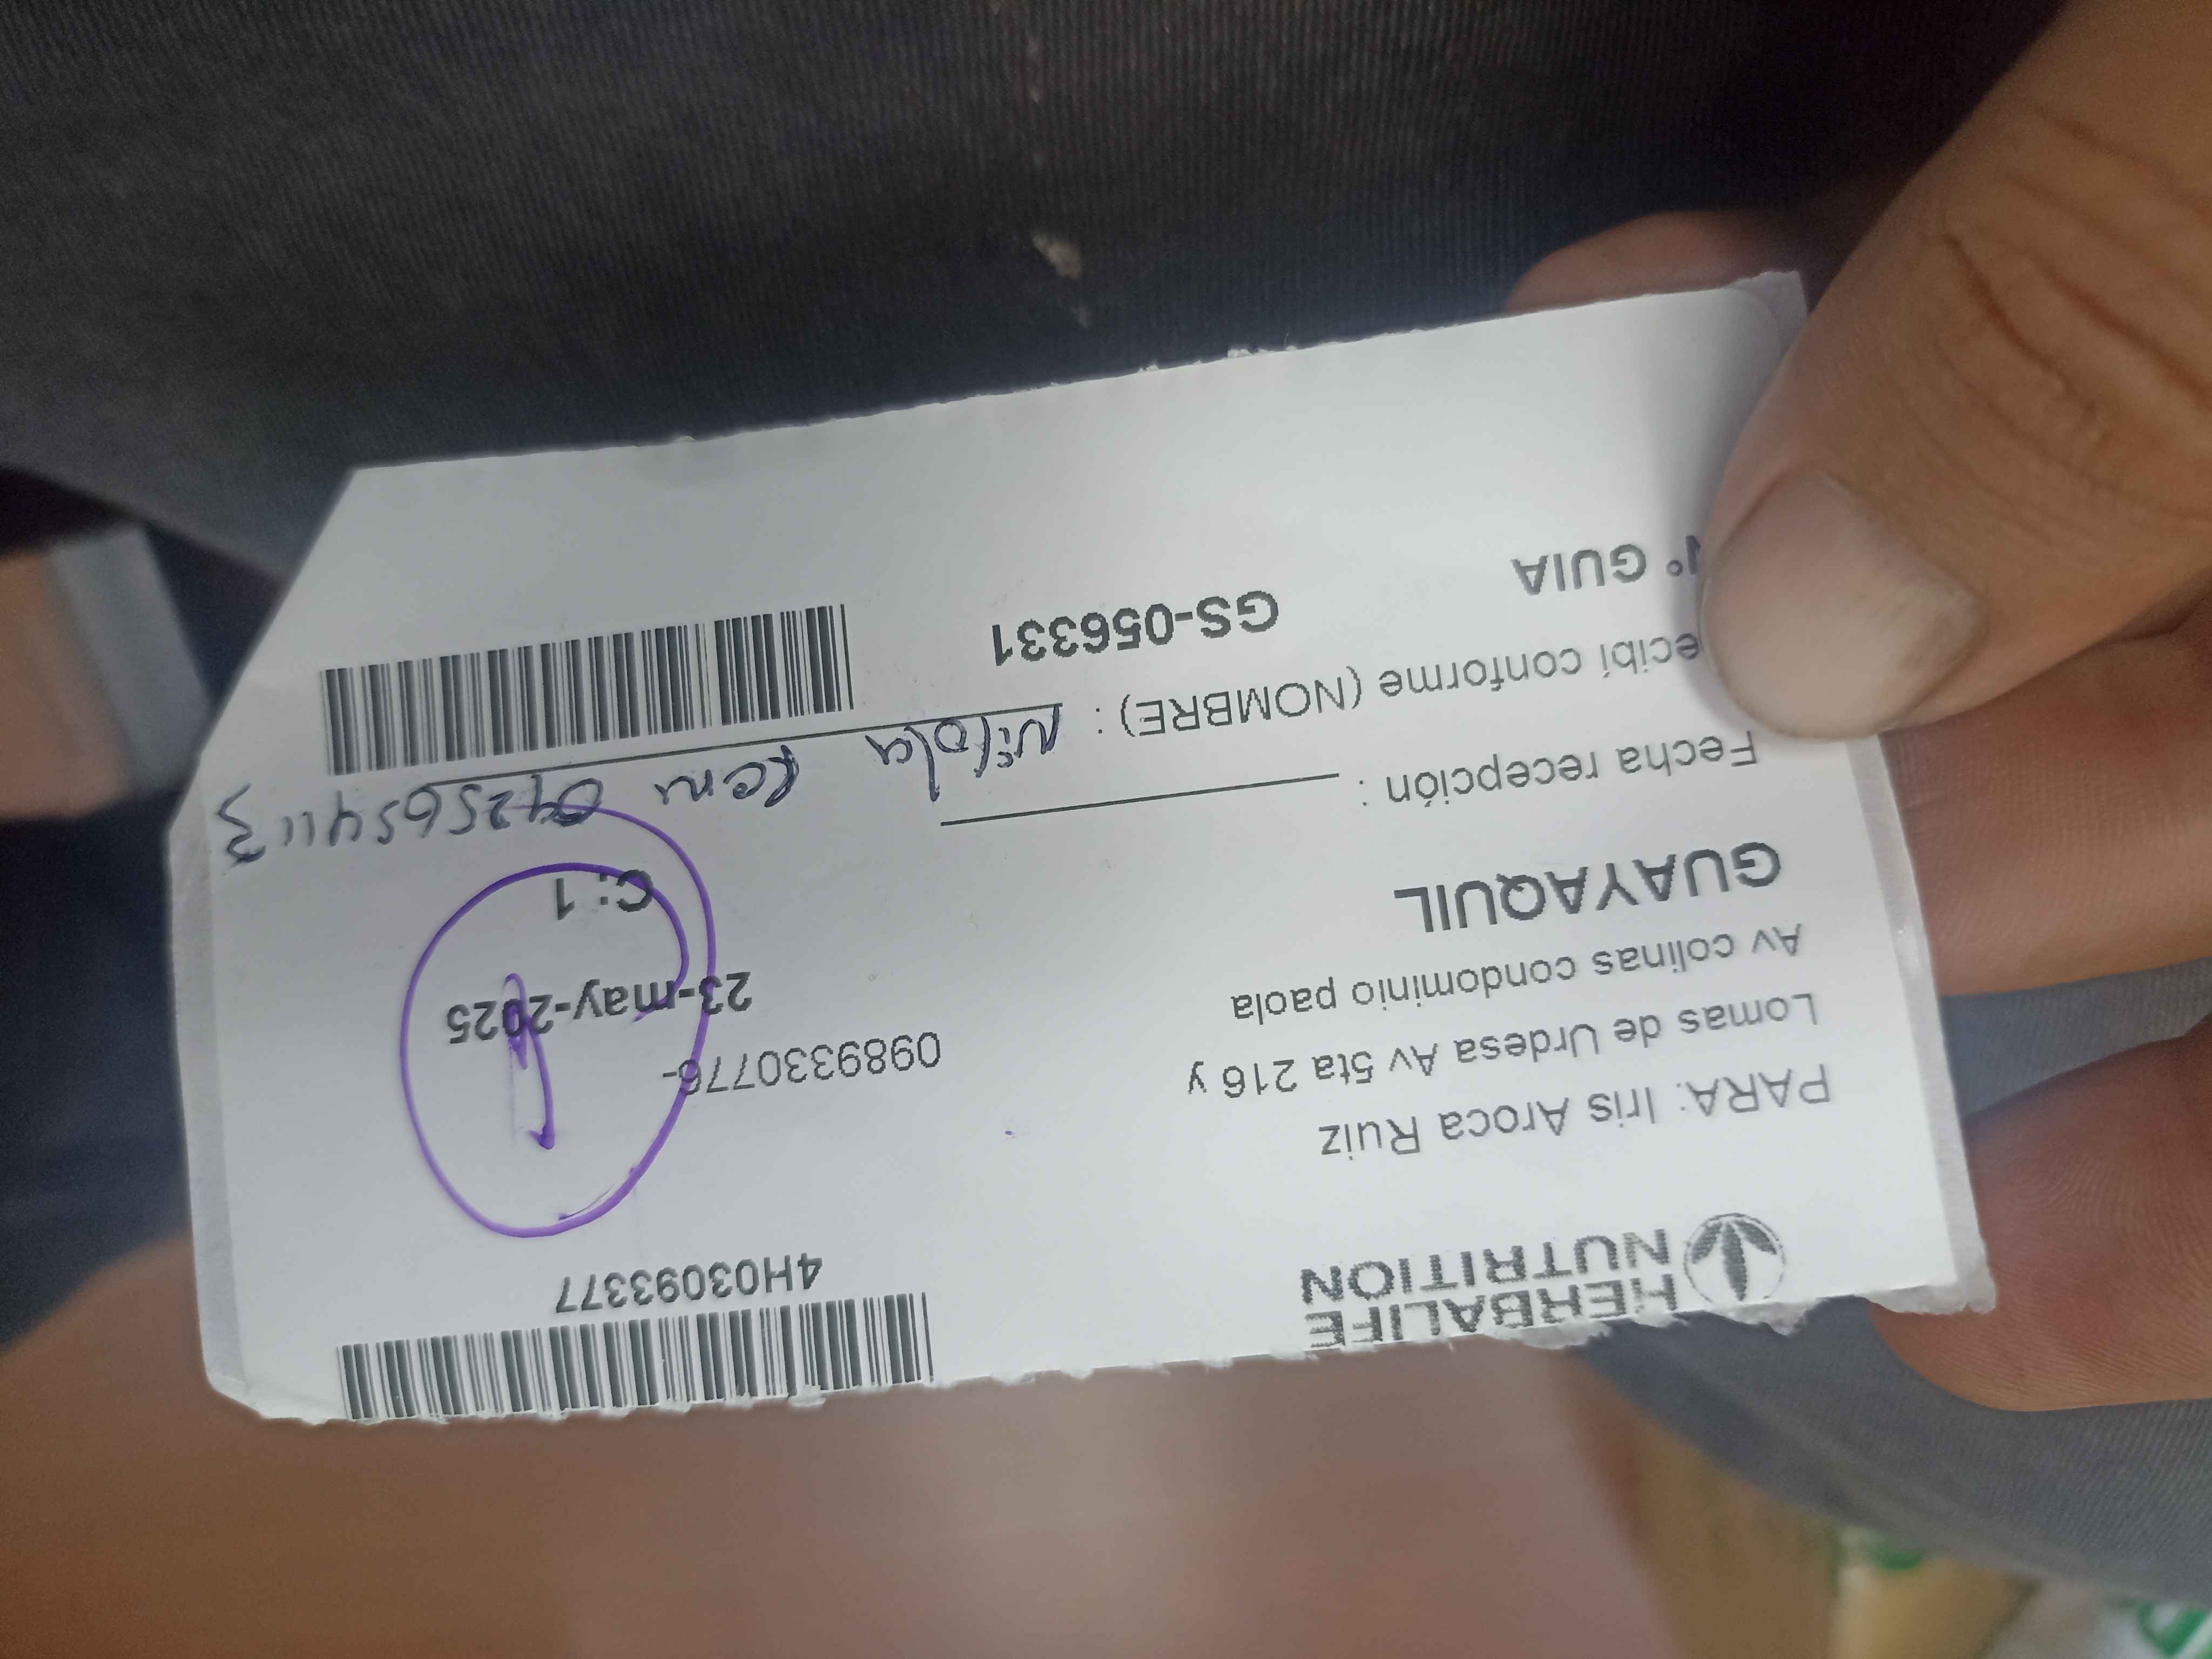 HERBALIFE
NUTRITION
4H03093377
PARA: Iris Aroca Ruiz
Lomas de Urdesa Av 5ta 216 y
Av colinas condominio paola
0989330776-
23-may-2025
GUAYAQUIL
C: 1
Fecha recepción :
ecibí conforme (NOMBRE) :
N° GUIA
GS-056331